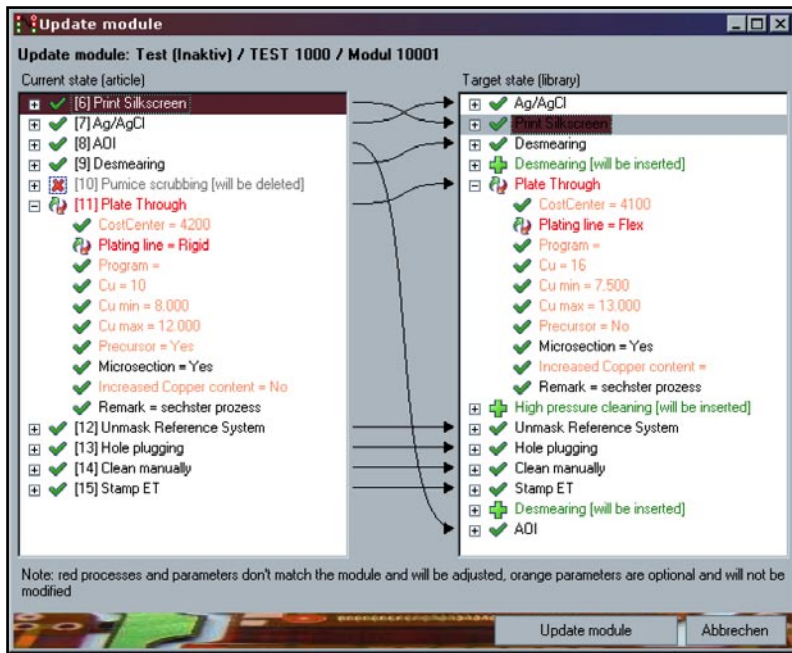 Update module
Update module: Test (Inaktiv) / TEST 1000 / Modul 10001
Current state (article)
[6] Print Silkscreen
[7] Ag/AgCl
[8] AOI
[9] Desmearing
[10] Pumice scrubbing [will be deleted]
[11] Plate Through
CostCenter = 4200
Plating line = Rigid
Program =
Cu = 10
Cu min = 8.000
Cu max = 12.000
Precursor = Yes
Microsection = Yes
Increased Copper content = No
Remark = sechster prozess
[12] Unmask Reference System
[13] Hole plugging
[14] Clean manually
[15] Stamp ET
Target state (library)
Ag/AgCl
Print Silkscreen
Desmearing
Desmearing [will be inserted]
Plate Through
CostCenter = 4100
Plating line = Flex
Program =
Cu = 16
Cu min = 7.500
Cu max = 13.000
Precursor = No
Microsection = Yes
Increased Copper content =
Remark = sechster prozess
High pressure cleaning [will be inserted]
Unmask Reference System
Hole plugging
Clean manually
Stamp ET
Desmearing [will be inserted]
AOI
Note: red processes and parameters don't match the module and will be adjusted, orange parameters are optional and will not be
modified
Update module
Abbrechen